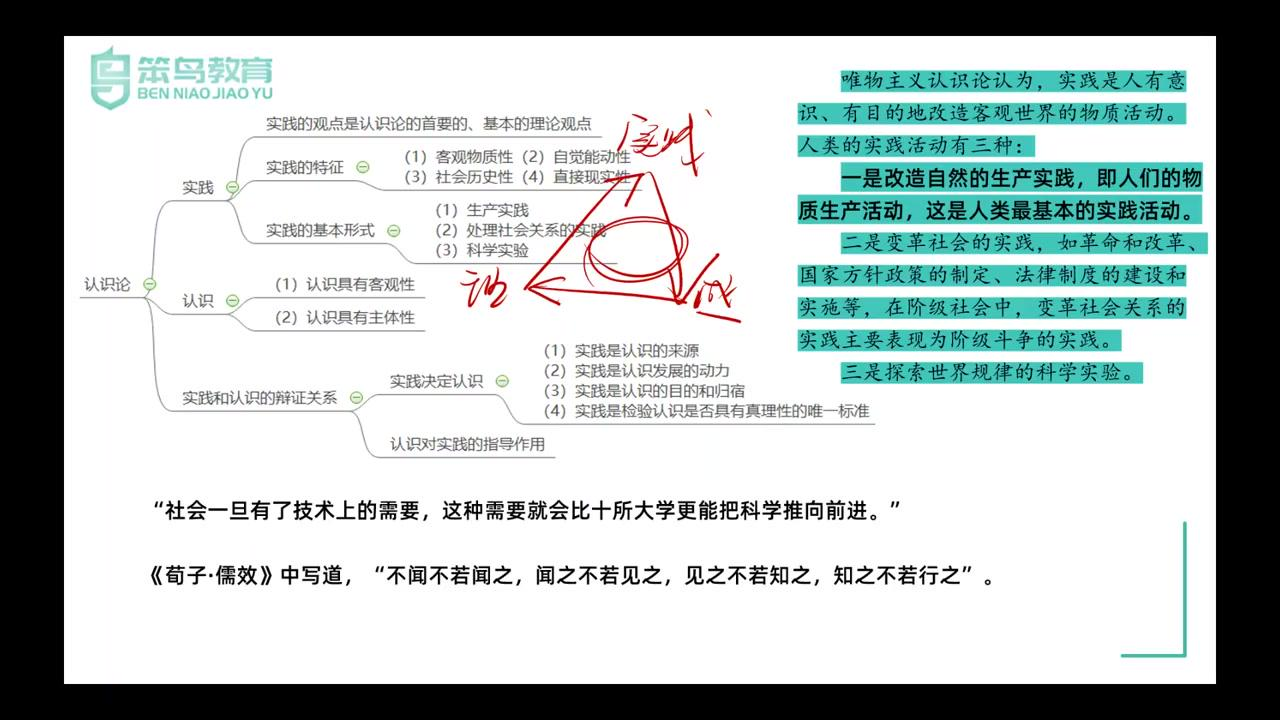 笨鸟教育
BEN NIAO JIAO YU
实践的观点是认识论的首要的、基本的理论观点
实践
实践的特征
（1）客观物质性（2）自觉能动性
（3）社会历史性（4）直接现实性
实践的基本形式
（1）生产实践
（2）处理社会关系的实践
（3）科学实验
认识论
认识
（1）认识具有客观性
（2）认识具有主体性
实践和认识的辩证关系
实践决定认识
（1）实践是认识的来源
（2）实践是认识发展的动力
（3）实践是认识的目的和归宿
（4）实践是检验认识是否具有真理性的唯一标准
认识对实践的指导作用
实践
唯物主义认识论认为，实践是人有意
识、有目的地改造客观世界的物质活动。
人类的实践活动有三种：
一是改造自然的生产实践，即人们的物
质生产活动，这是人类最基本的实践活动。
二是变革社会的实践，如革命和改革、
国家方针政策的制定、法律制度的建设和
实施等，在阶级社会中，变革社会关系的
实践主要表现为阶级斗争的实践。
三是探索世界规律的科学实验。
“社会一旦有了技术上的需要，这种需要就会比十所大学更能把科学推向前进。”
《荀子·儒效》中写道，“不闻不若闻之，闻之不若见之，见之不若知之，知之不若行之”。